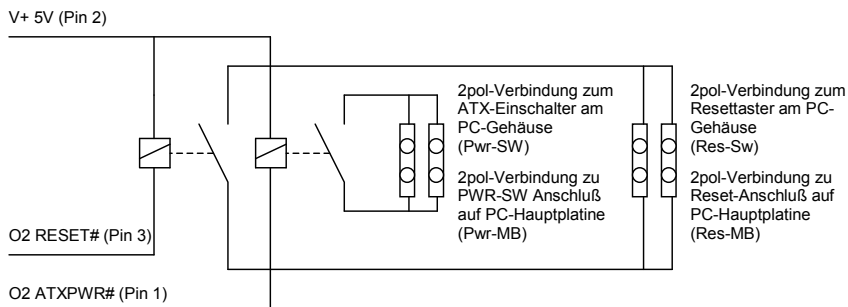 V+ 5V (Pin 2)
2pol-Verbindung zum
ATX-Einschalter am
PC-Gehäuse
(Pwr-SW)
2pol-Verbindung zu
PWR-SW Anschluß
auf PC-Hauptplatine
(Pwr-MB)
2pol-Verbindung zum
Resettaster am PC-
Gehäuse
(Res-Sw)
2pol-Verbindung zu
Reset-Anschluß auf
PC-Hauptplatine
(Res-MB)
O2 RESET# (Pin 3)
O2 ATXPWR# (Pin 1)